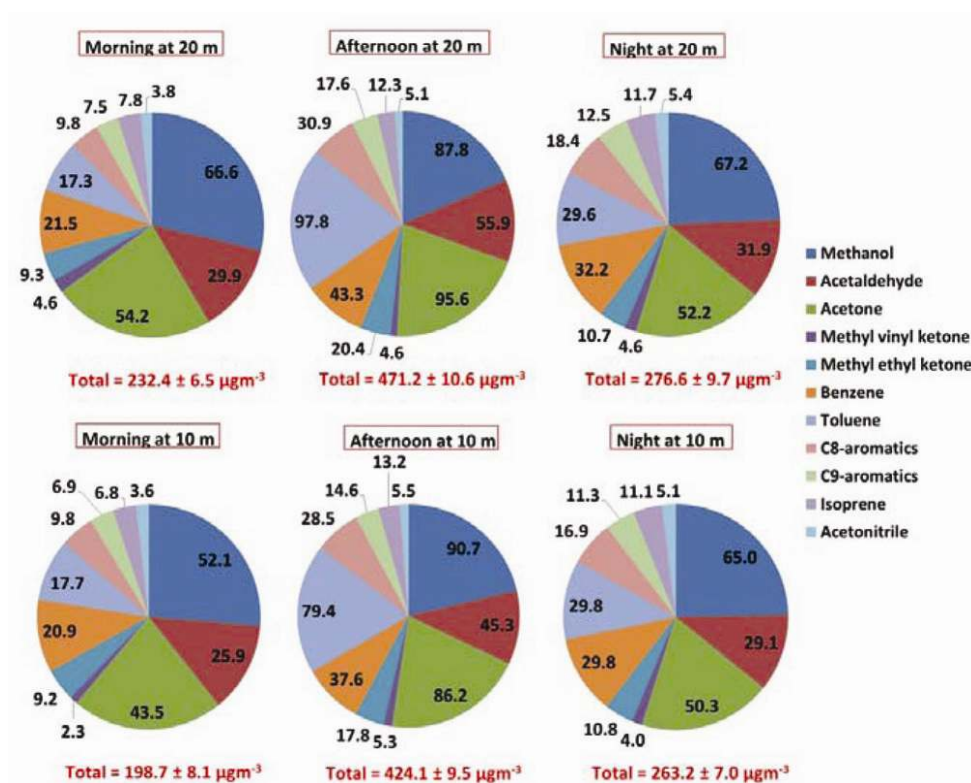 Morning at 20 m
3.8
7.8
7.5
9.8
17.3
21.5
9.3
4.6
54.2
29.9
66.6
Total = 232.4 ± 6.5 µgm⁻³
Afternoon at 20 m
5.1
12.3
17.6
30.9
97.8
43.3
20.4
4.6
95.6
55.9
87.8
Total = 471.2 ± 10.6 µgm⁻³
Night at 20 m
5.4
11.7
12.5
18.4
29.6
32.2
10.7
4.6
52.2
31.9
67.2
Total = 276.6 ± 9.7 µgm⁻³
Methanol
Acetaldehyde
Acetone
Methyl vinyl ketone
Methyl ethyl ketone
Benzene
Toluene
C8-aromatics
C9-aromatics
Isoprene
Acetonitrile
Morning at 10 m
3.6
6.8
6.9
9.8
17.7
20.9
9.2
2.3
43.5
25.9
52.1
Total = 198.7 ± 8.1 µgm⁻³
Afternoon at 10 m
5.5
13.2
14.6
28.5
79.4
37.6
17.8
5.3
86.2
45.3
90.7
Total = 424.1 ± 9.5 µgm⁻³
Night at 10 m
5.1
11.1
11.3
16.9
29.8
29.8
10.8
4.0
50.3
29.1
65.0
Total = 263.2 ± 7.0 µgm⁻³